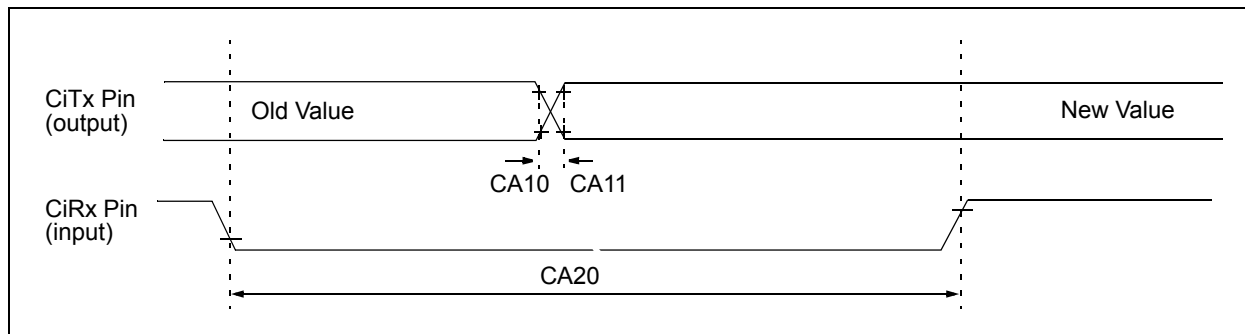 CiTx Pin
(output)
Old Value
New Value
CA10 CA11
CiRx Pin
(input)
CA20